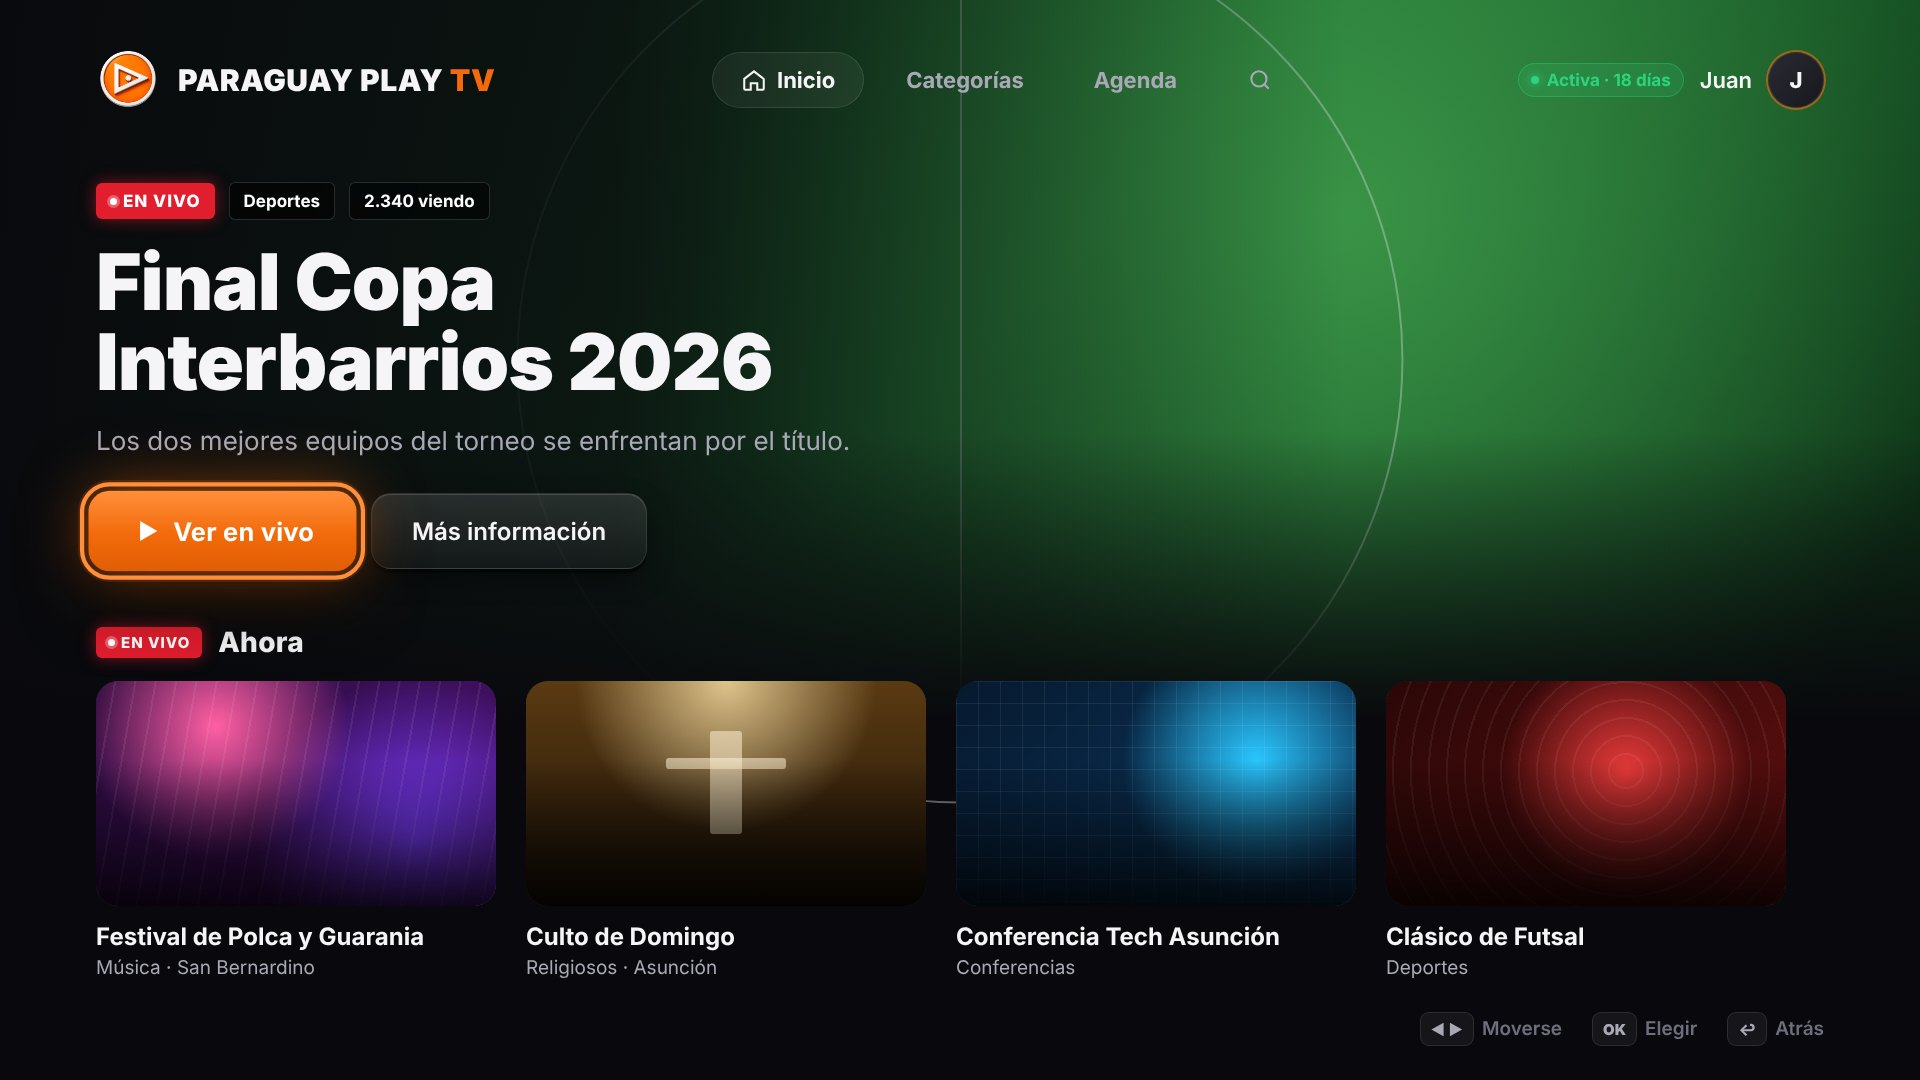 PARAGUAY PLAY TV
Inicio
Categorías
Agenda
Activa · 18 días
Juan
J
EN VIVO
Deportes
2.340 viendo
Final Copa
Interbarrios 2026
Los dos mejores equipos del torneo se enfrentan por el título.
Ver en vivo
Más información
EN VIVO
Ahora
Festival de Polca y Guarania
Música · San Bernardino
Culto de Domingo
Religiosos · Asunción
Conferencia Tech Asunción
Conferencias
Clásico de Futsal
Deportes
Moverse
OK
Elegir
Atrás